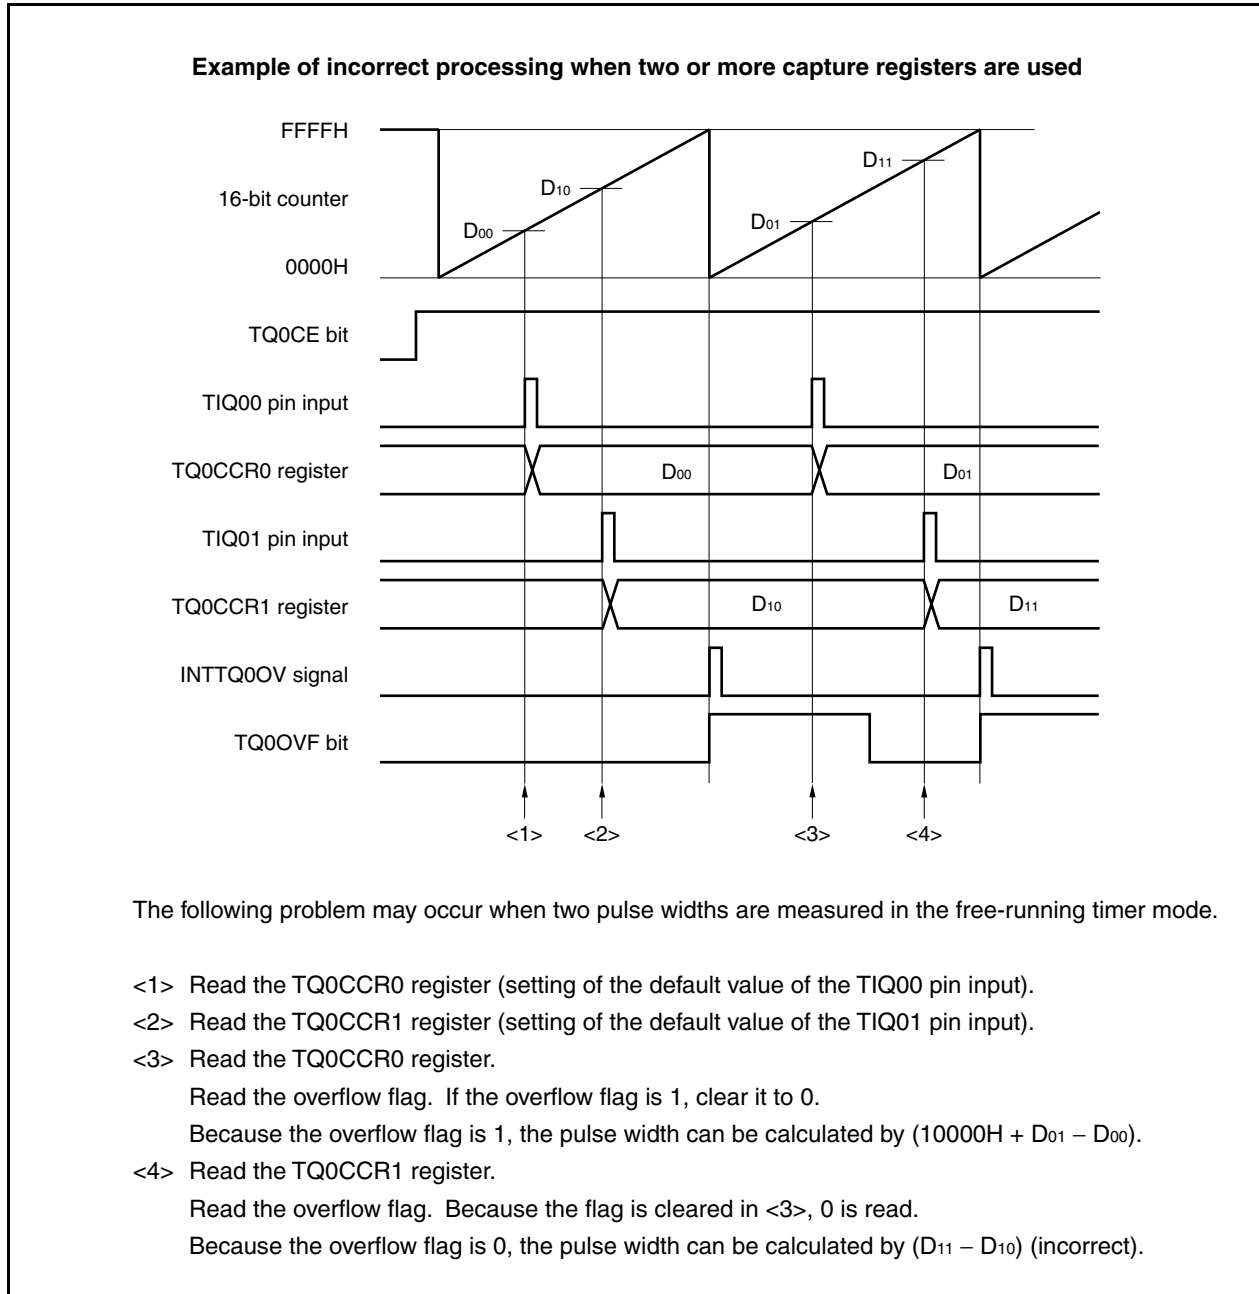 Example of incorrect processing when two or more capture registers are used
FFFFH
D11
D10
16-bit counter
D01
D00
0000H
TQ0CE bit
TIQ00 pin input
TQ0CCR0 register
D00
D01
TIQ01 pin input
TQ0CCR1 register
D10
D11
INTTQ0OV signal
TQ0OVF bit
<1> <2> <3> <4>
The following problem may occur when two pulse widths are measured in the free-running timer mode.
<1> Read the TQ0CCR0 register (setting of the default value of the TIQ00 pin input).
<2> Read the TQ0CCR1 register (setting of the default value of the TIQ01 pin input).
<3> Read the TQ0CCR0 register.
Read the overflow flag. If the overflow flag is 1, clear it to 0.
Because the overflow flag is 1, the pulse width can be calculated by (10000H + D01 − D00).
<4> Read the TQ0CCR1 register.
Read the overflow flag. Because the flag is cleared in <3>, 0 is read.
Because the overflow flag is 0, the pulse width can be calculated by (D11 − D10) (incorrect).